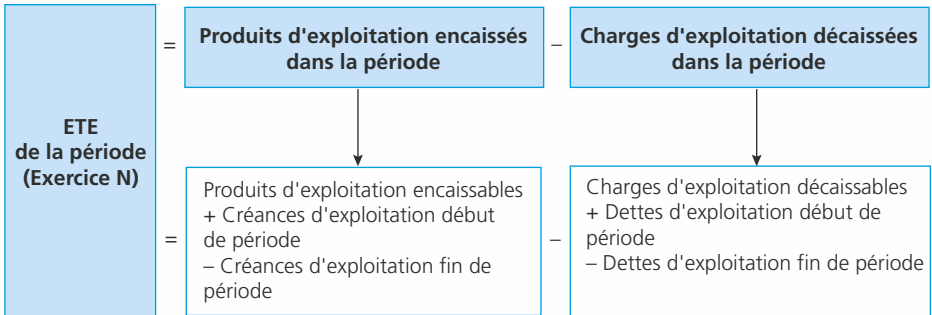 ETE
de la période
(Exercice N)
=
Produits d'exploitation encaissés
dans la période
–
Charges d'exploitation décaissées
dans la période
=
Produits d'exploitation encaissables
+ Créances d'exploitation début
de période
– Créances d'exploitation fin de
période
–
Charges d'exploitation décaissables
+ Dettes d'exploitation début de
période
– Dettes d'exploitation fin de période